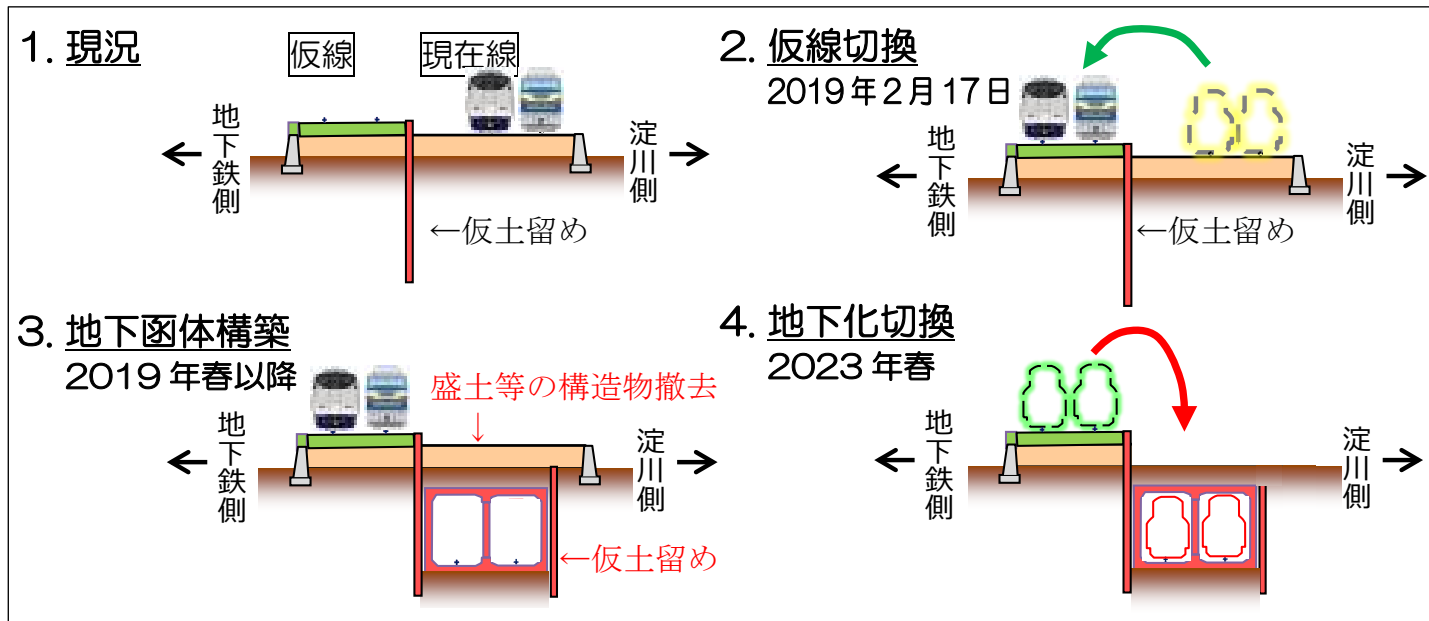 1. 現況
仮線
現在線
地下鉄側
淀川側
←仮土留め
2. 仮線切換
2019年2月17日
地下鉄側
淀川側
←仮土留め
3. 地下函体構築
2019年春以降
盛土等の構造物撤去
↓
地下鉄側
淀川側
←仮土留め
4. 地下化切換
2023年春
地下鉄側
淀川側